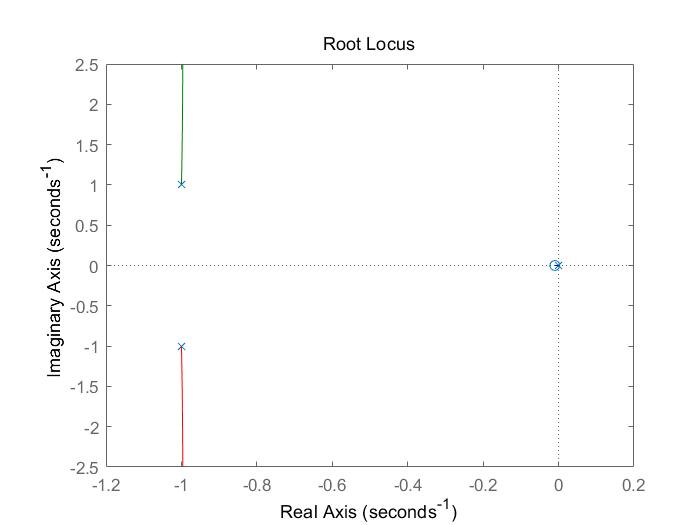 Root Locus
2.5
2
1.5
1
0.5
0
-0.5
-1
-1.5
-2
-2.5
Imaginary Axis (seconds⁻¹)
-1.2 -1 -0.8 -0.6 -0.4 -0.2 0 0.2
Real Axis (seconds⁻¹)